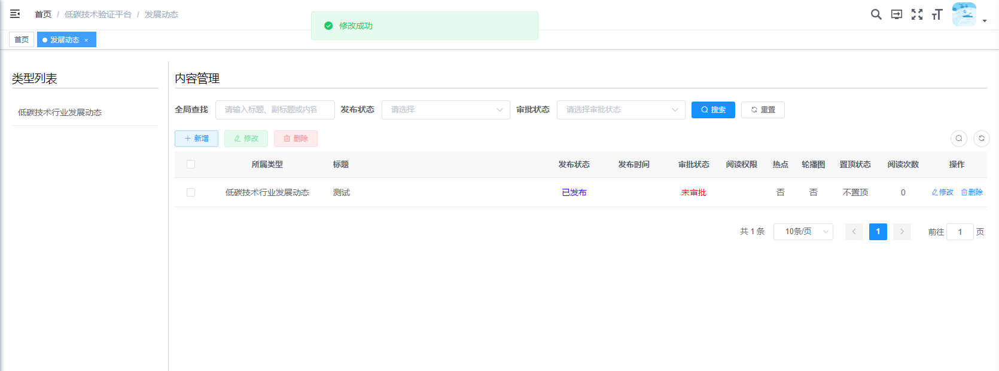 首页 / 低碳技术验证平台 / 发展动态
修改成功
首页 发展动态 ×
类型列表
低碳技术行业发展动态
内容管理
全局查找 请输入标题、副标题或内容 发布状态 请选择 审批状态 请选择审批状态 搜索 重置
新增 修改 删除
所属类型 标题 发布状态 发布时间 审批状态 阅读权限 热点 轮播图 置顶状态 阅读次数 操作
低碳技术行业发展动态 测试 已发布 未审批 否 否 不置顶 0 修改 删除
共 1 条 10条/页 1 前往 1 页